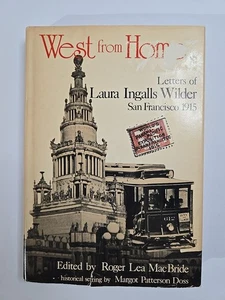 West from Home
Letters of
Laura Ingalls Wilder
San Francisco 1915
Edited by Roger Lea MacBride
historical setting by Margot Patterson Doss